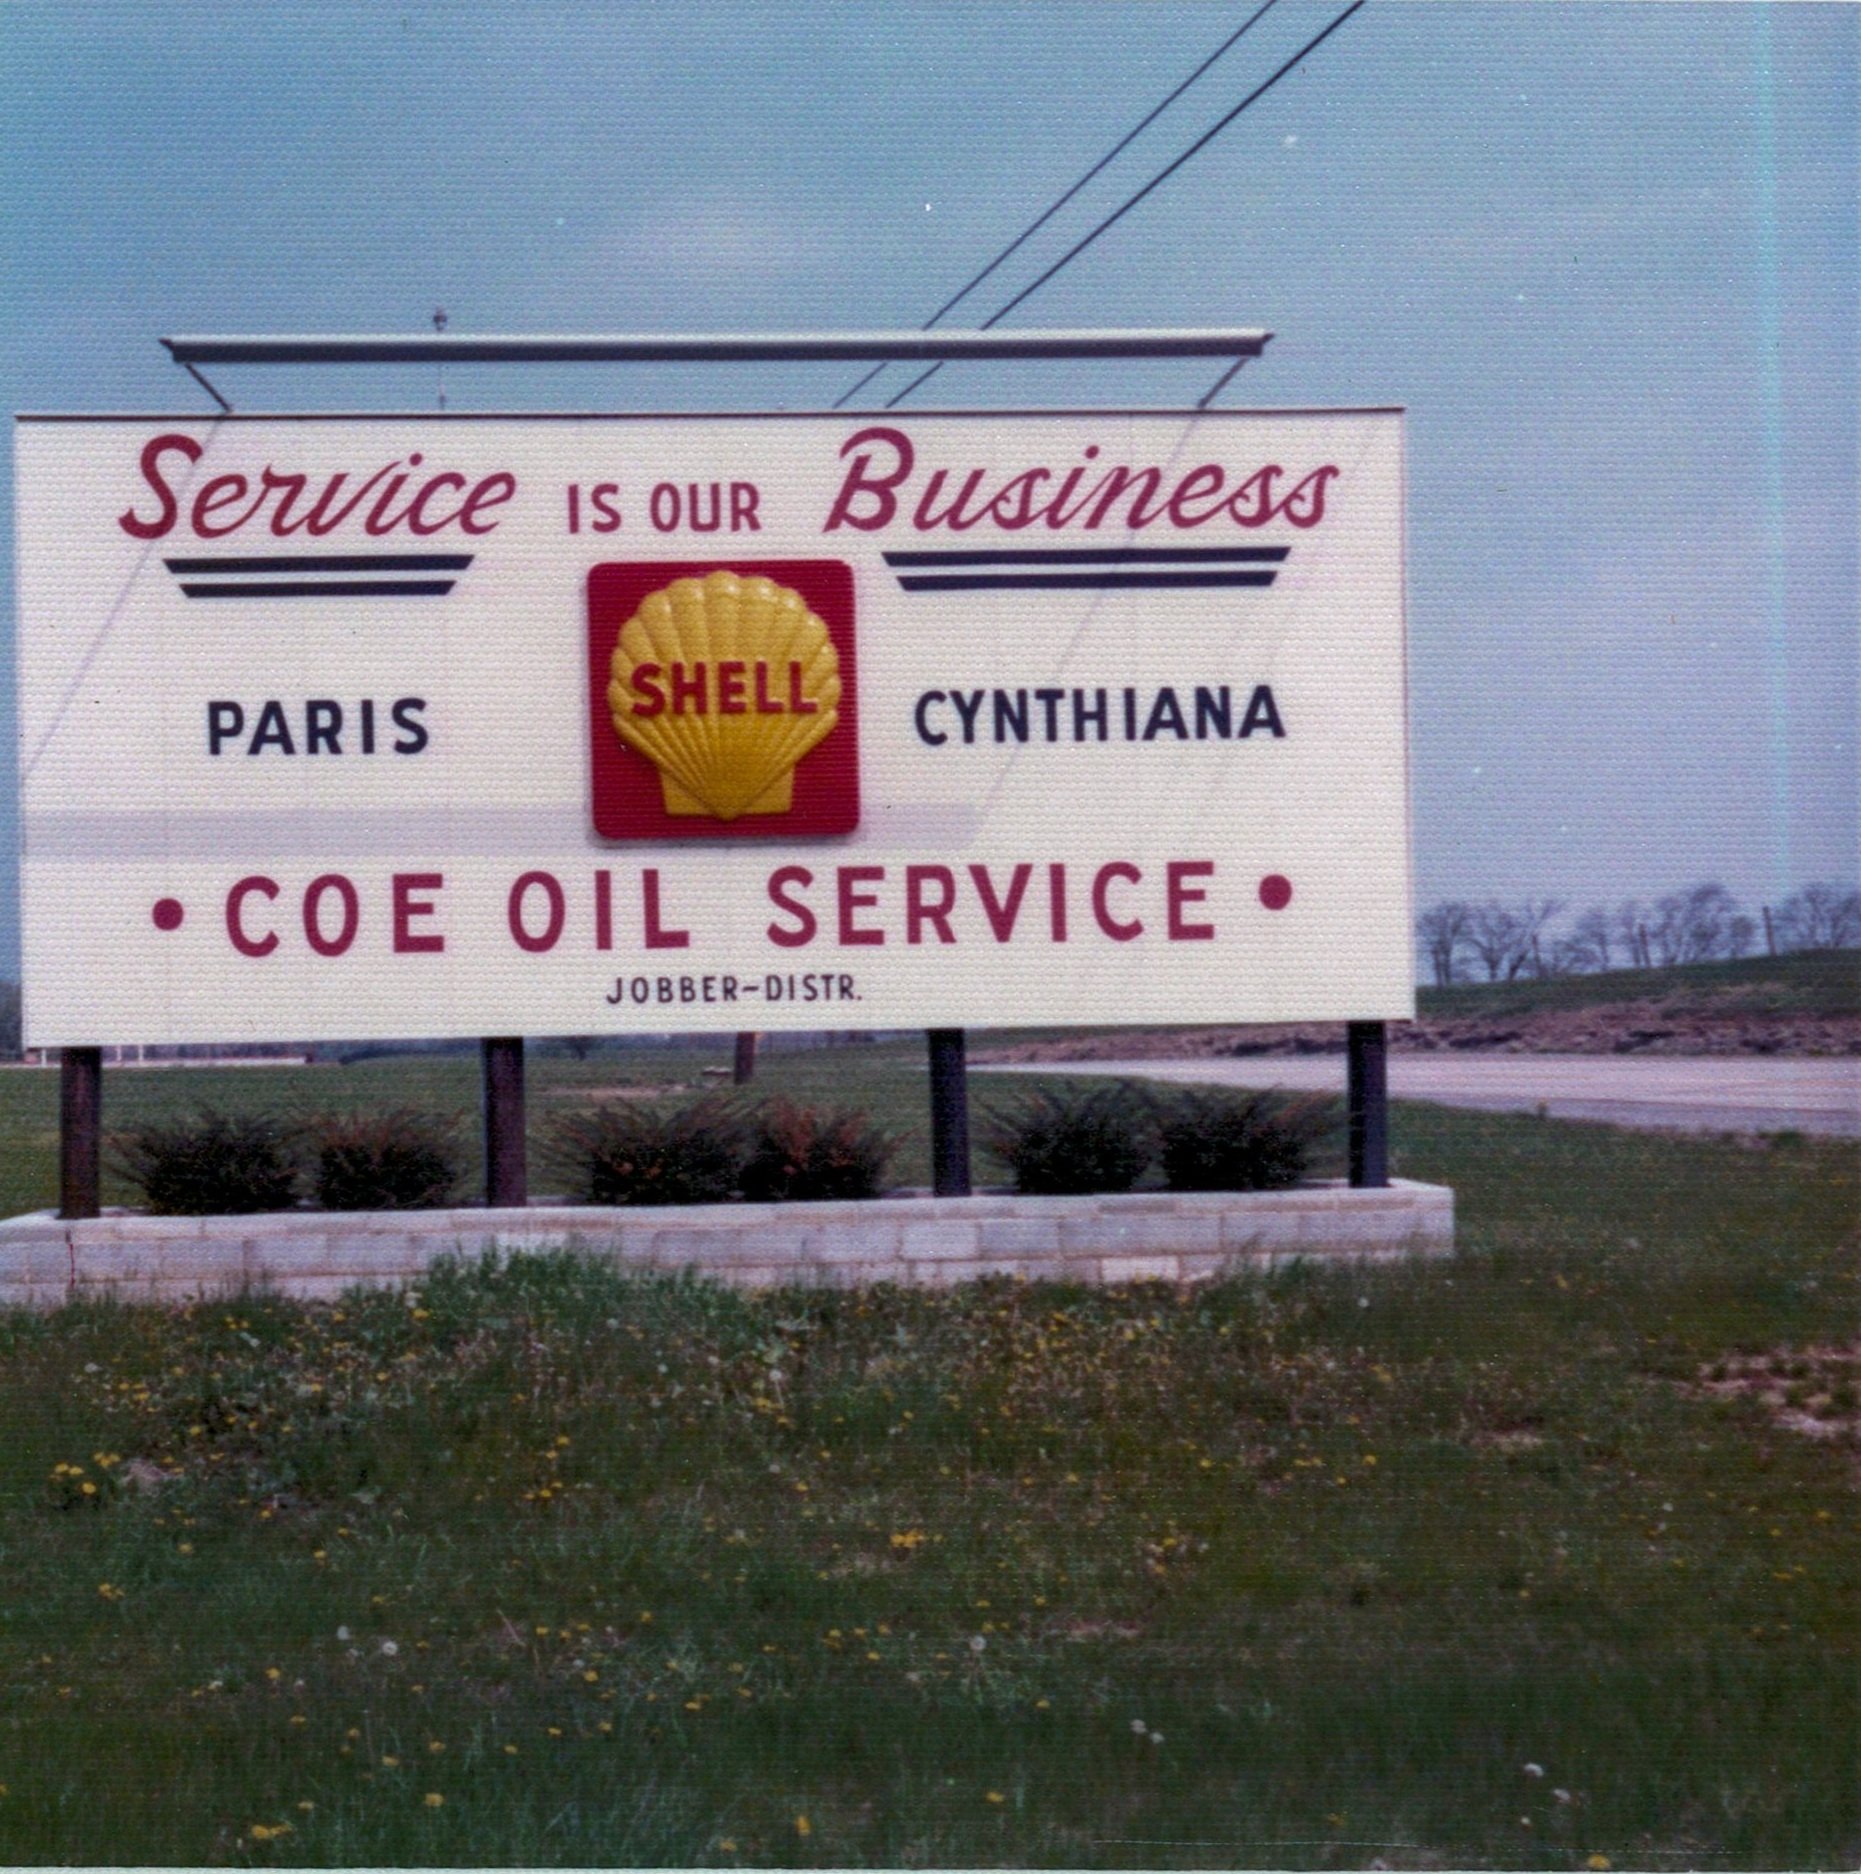 Service IS OUR Business
PARIS
SHELL
CYNTHIANA
• COE OIL SERVICE •
JOBBER-DISTR.